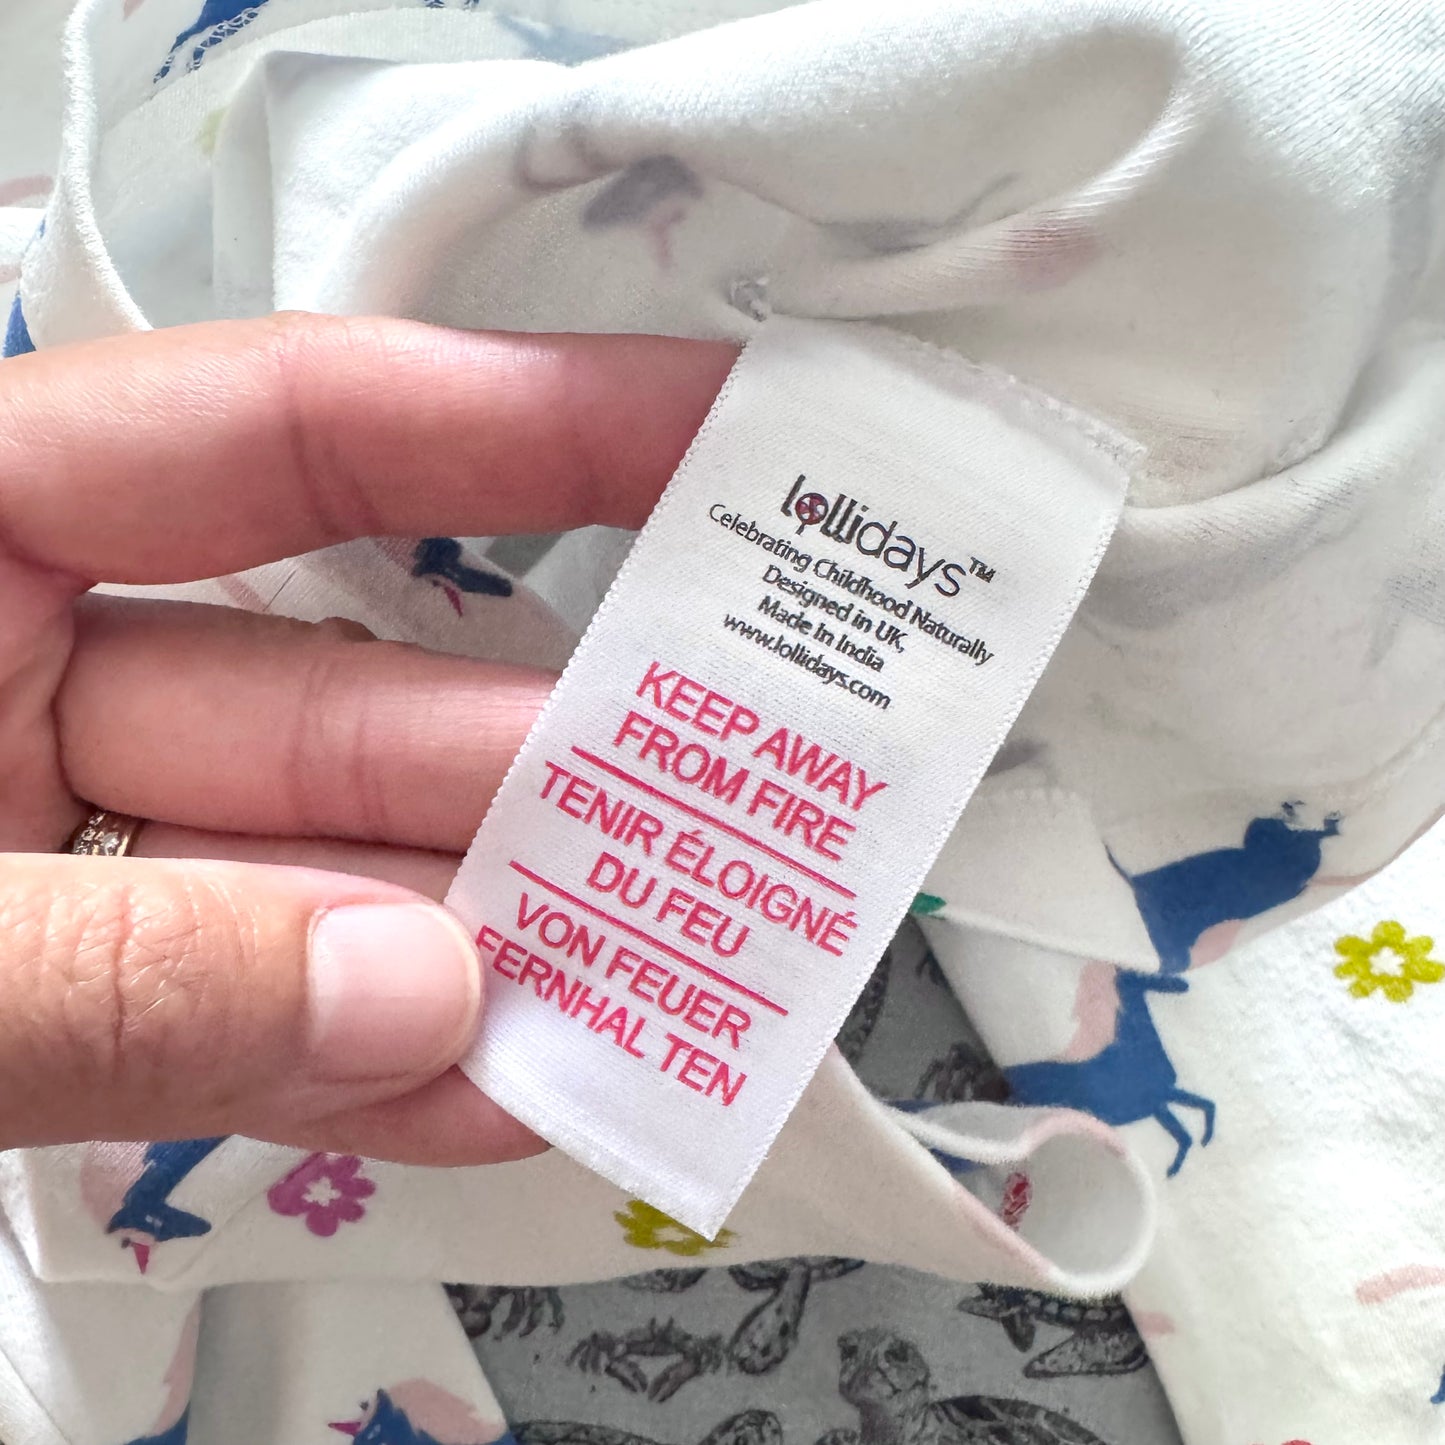 lollidays™
Celebrating Childhood Naturally
Designed in UK,
Made in India
www.lollidays.com
KEEP AWAY
FROM FIRE
TENIR ÉLOIGNÉ
DU FEU
VON FEUER
FERNHAL TEN